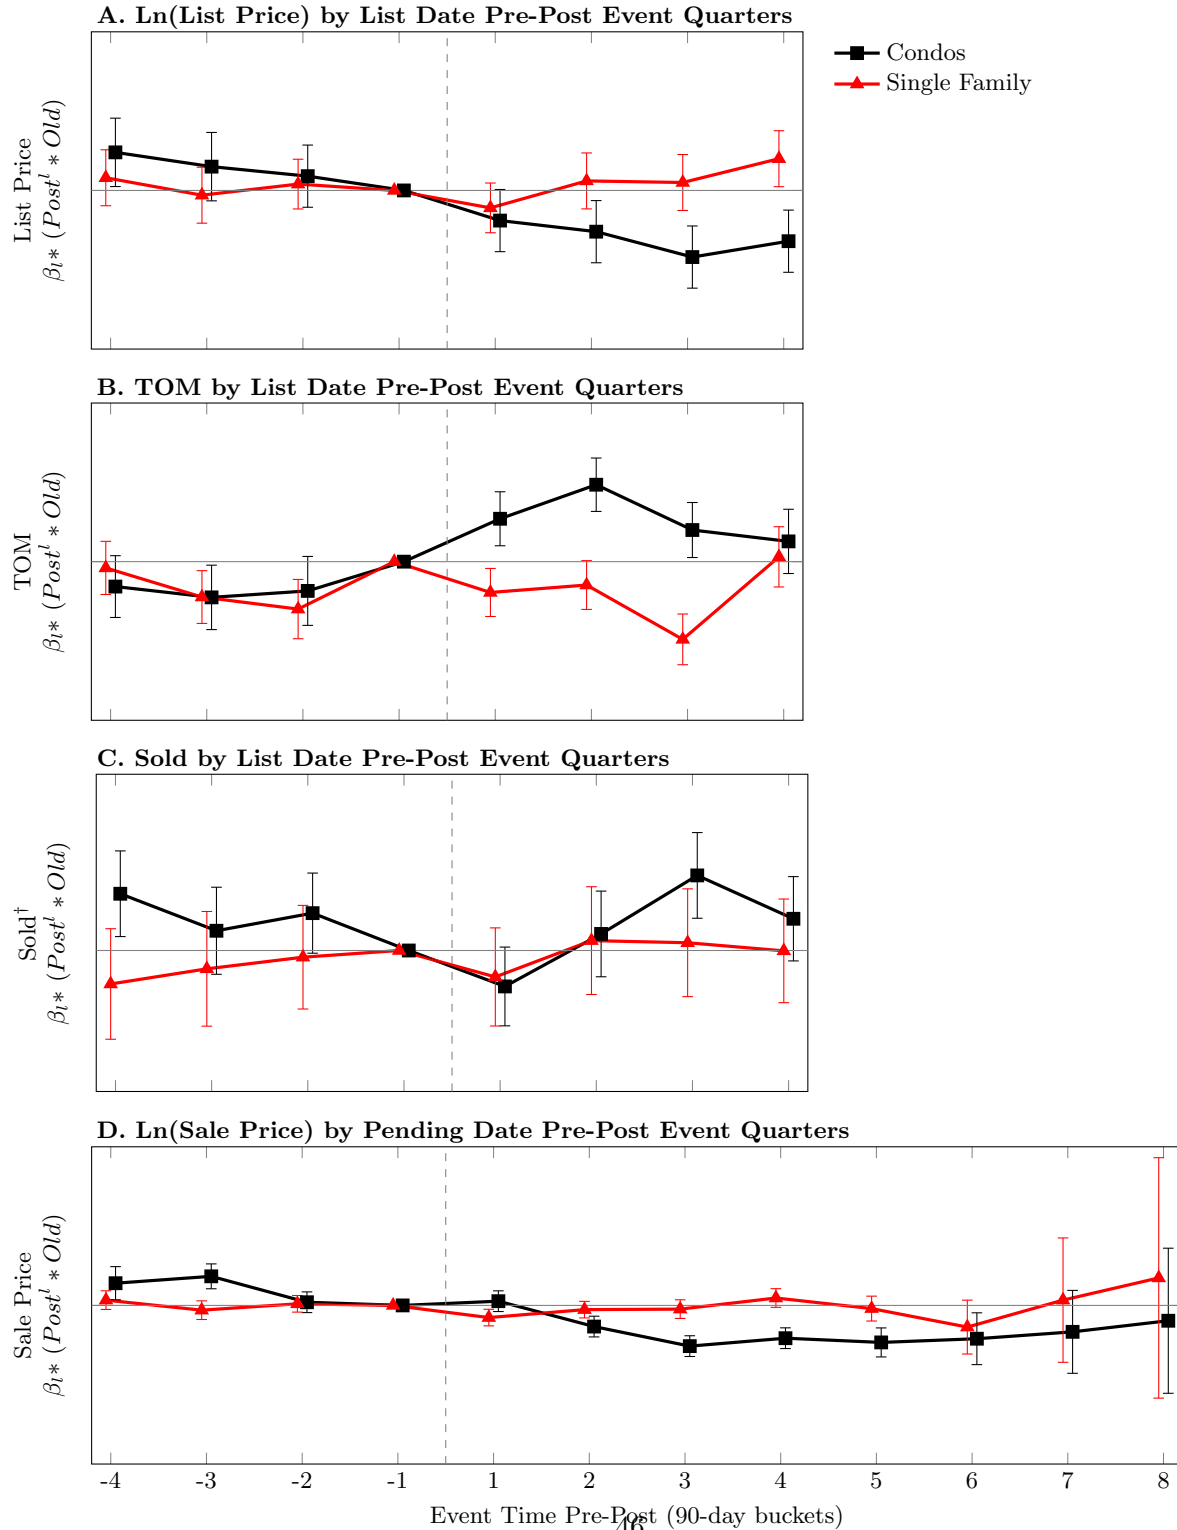 A. Ln(List Price) by List Date Pre-Post Event Quarters
Condos
Single Family
List Price
βₗ* (Postˡ * Old)
B. TOM by List Date Pre-Post Event Quarters
TOM
βₗ* (Postˡ * Old)
C. Sold by List Date Pre-Post Event Quarters
Sold†
βₗ* (Postˡ * Old)
D. Ln(Sale Price) by Pending Date Pre-Post Event Quarters
Sale Price
βₗ* (Postˡ * Old)
-4 -3 -2 -1 1 2 3 4 5 6 7 8
Event Time Pre-Post (90-day buckets)
46